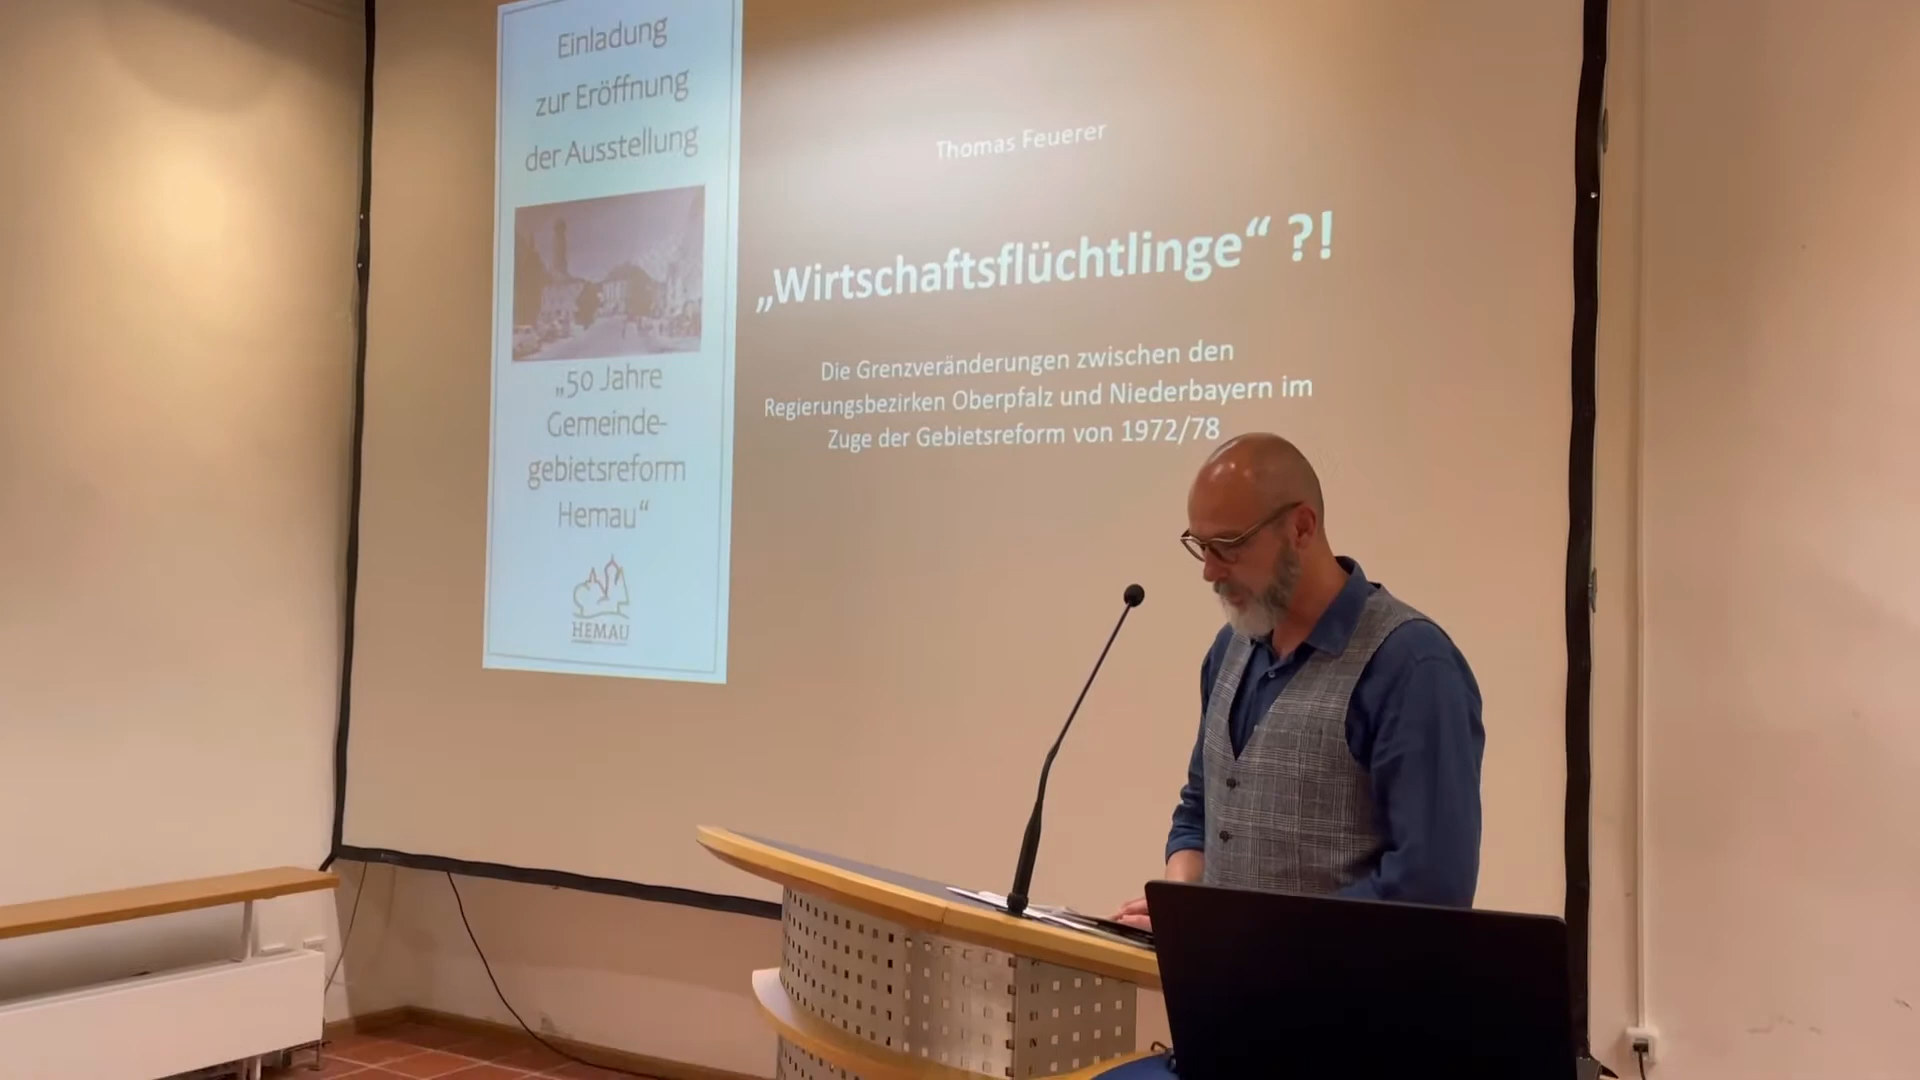 Einladung
zur Eröffnung
der Ausstellung
„50 Jahre
Gemeinde-
gebietsreform
Hemau“
HEMAU
Thomas Feuerer
„Wirtschaftsflüchtlinge“ ?!
Die Grenzveränderungen zwischen den
Regierungsbezirken Oberpfalz und Niederbayern im
Zuge der Gebietsreform von 1972/78